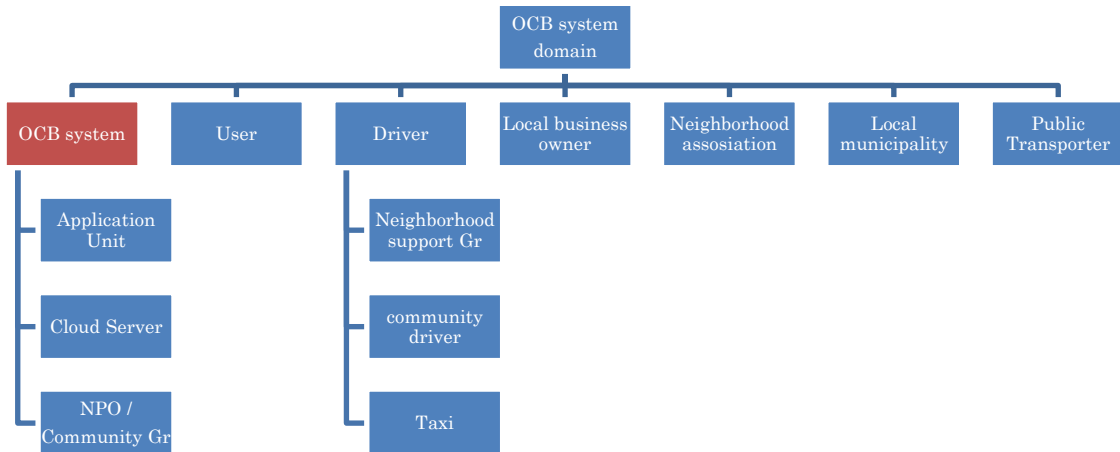 OCB system
domain
OCB system
User
Driver
Local business
owner
Neighborhood
assosiation
Local
municipality
Public
Transporter
Application
Unit
Neighborhood
support Gr
Cloud Server
community
driver
NPO /
Community Gr
Taxi